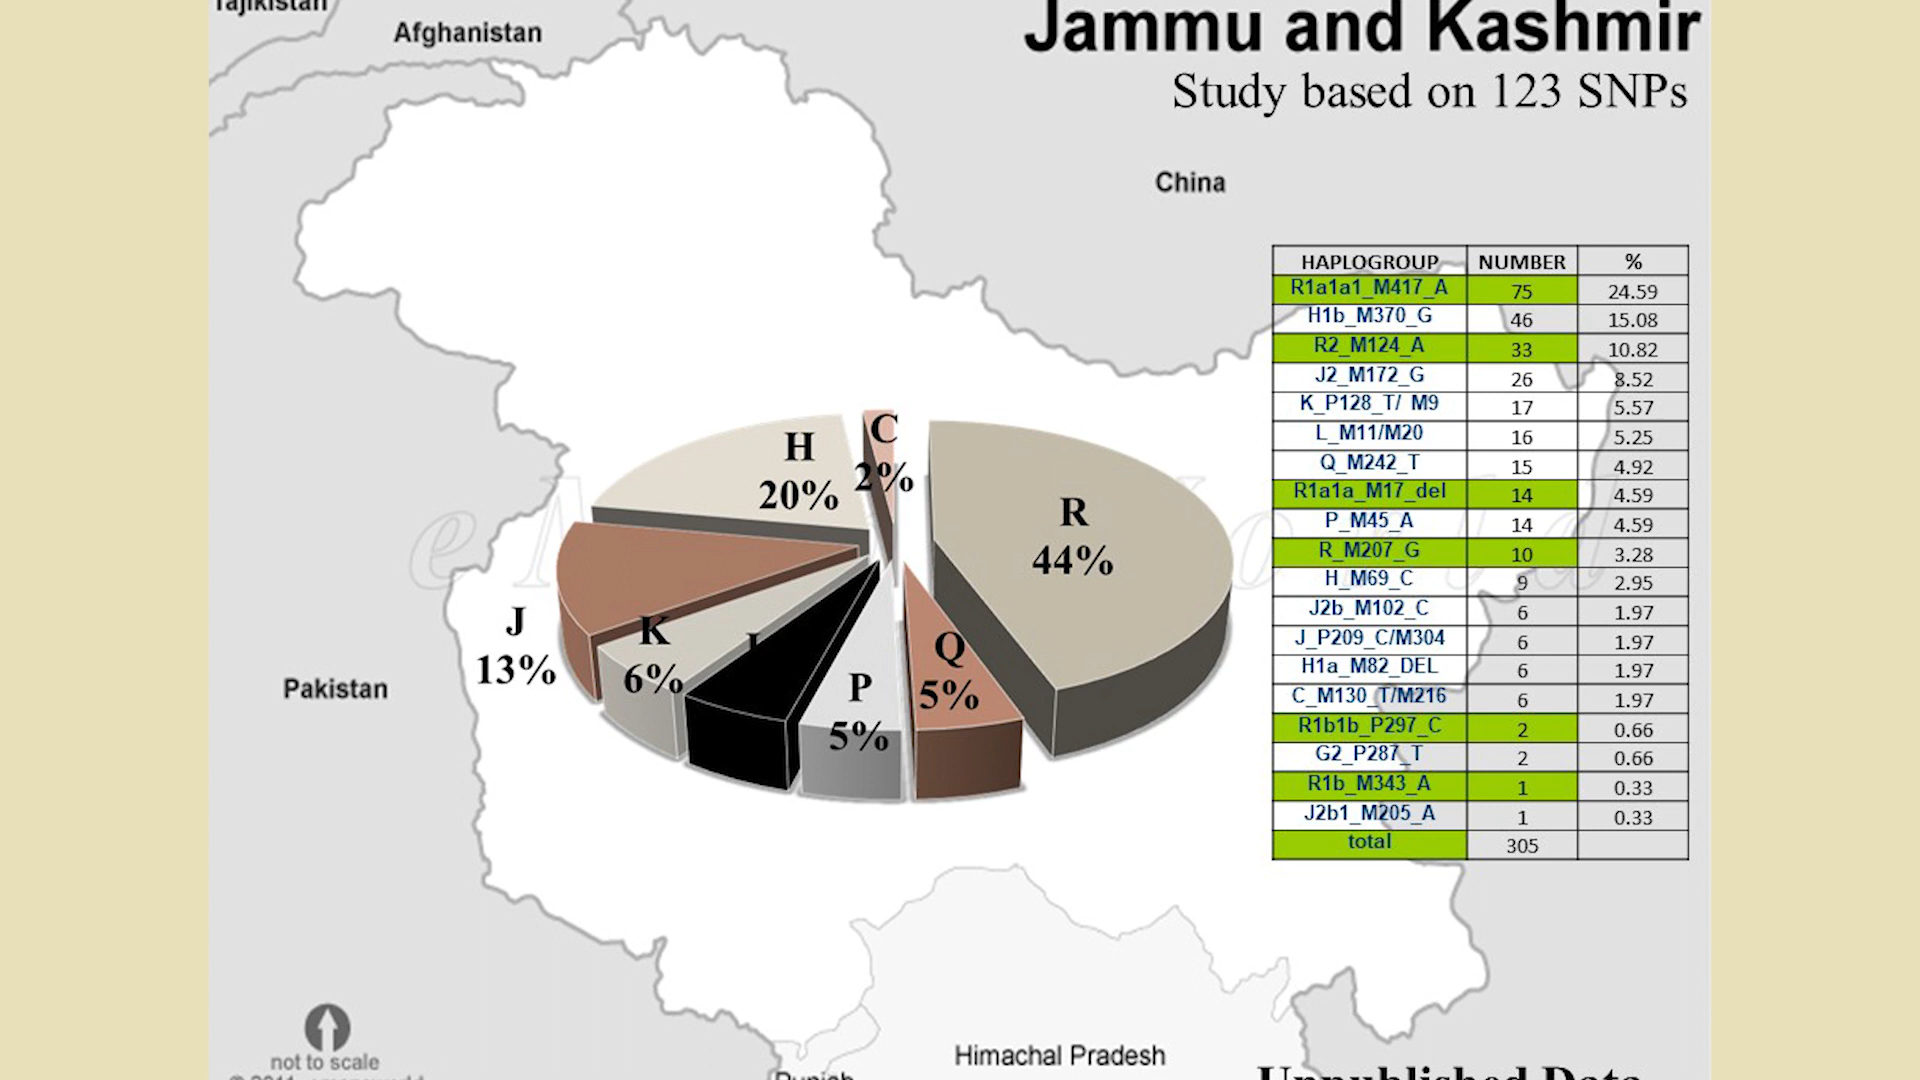 Tajikistan
Afghanistan
Jammu and Kashmir
Study based on 123 SNPs
China
HAPLOGROUP NUMBER %
R1a1a1_M417_A 75 24.59
H1b_M370_G 46 15.08
R2_M124_A 33 10.82
J2_M172_G 26 8.52
K_P128_T/ M9 17 5.57
L_M11/M20 16 5.25
Q_M242_T 15 4.92
R1a1a_M17_del 14 4.59
P_M45_A 14 4.59
R_M207_G 10 3.28
H_M69_C 9 2.95
J2b_M102_C 6 1.97
J_P209_C/M304 6 1.97
H1a_M82_DEL 6 1.97
C_M130_T/M216 6 1.97
R1b1b_P297_C 2 0.66
G2_P287_T 2 0.66
R1b_M343_A 1 0.33
J2b1_M205_A 1 0.33
total 305
C
2%
H
20%
R
44%
J
13%
K
6%
P
5%
Q
5%
Pakistan
not to scale
Himachal Pradesh
Punjab
Unpublished Data